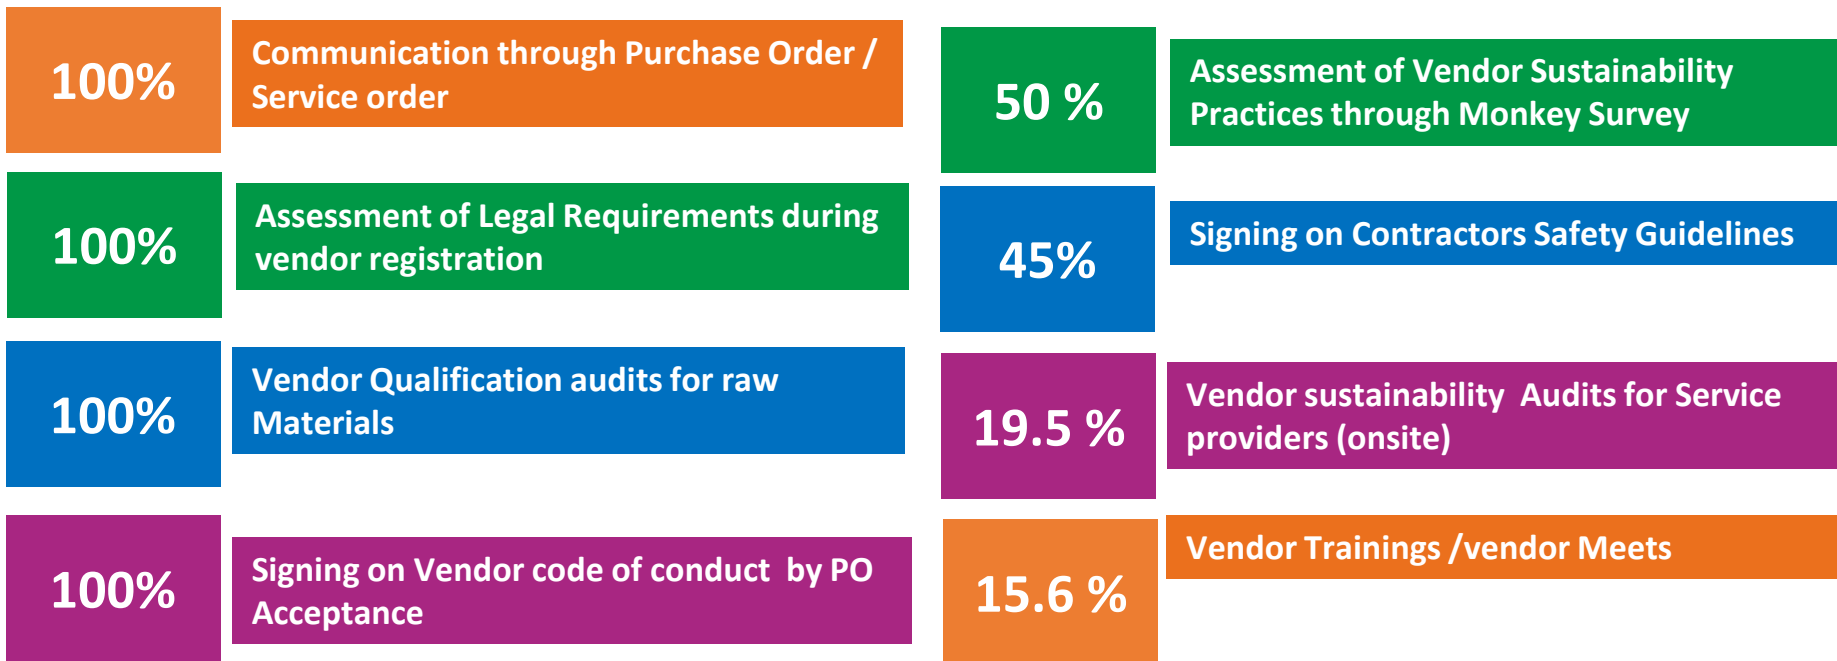 100%
Communication through Purchase Order /
Service order
100%
Assessment of Legal Requirements during
vendor registration
100%
Vendor Qualification audits for raw
Materials
100%
Signing on Vendor code of conduct  by PO
Acceptance
50 %
Assessment of Vendor Sustainability
Practices through Monkey Survey
45%
Signing on Contractors Safety Guidelines
19.5 %
Vendor sustainability  Audits for Service
providers (onsite)
15.6 %
Vendor Trainings /vendor Meets